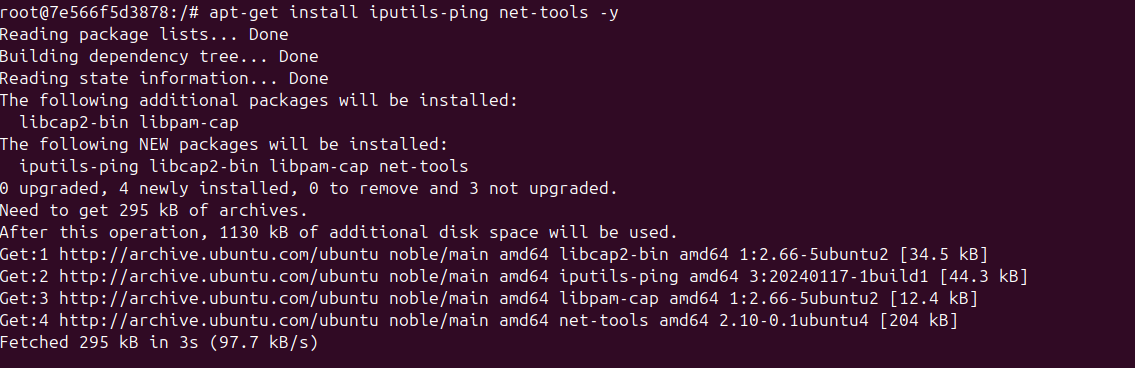 root@7e566f5d3878:/# apt-get install iputils-ping net-tools -y
Reading package lists... Done
Building dependency tree... Done
Reading state information... Done
The following additional packages will be installed:
  libcap2-bin libpam-cap
The following NEW packages will be installed:
  iputils-ping libcap2-bin libpam-cap net-tools
0 upgraded, 4 newly installed, 0 to remove and 3 not upgraded.
Need to get 295 kB of archives.
After this operation, 1130 kB of additional disk space will be used.
Get:1 http://archive.ubuntu.com/ubuntu noble/main amd64 libcap2-bin amd64 1:2.66-5ubuntu2 [34.5 kB]
Get:2 http://archive.ubuntu.com/ubuntu noble/main amd64 iputils-ping amd64 3:20240117-1build1 [44.3 kB]
Get:3 http://archive.ubuntu.com/ubuntu noble/main amd64 libpam-cap amd64 1:2.66-5ubuntu2 [12.4 kB]
Get:4 http://archive.ubuntu.com/ubuntu noble/main amd64 net-tools amd64 2.10-0.1ubuntu4 [204 kB]
Fetched 295 kB in 3s (97.7 kB/s)